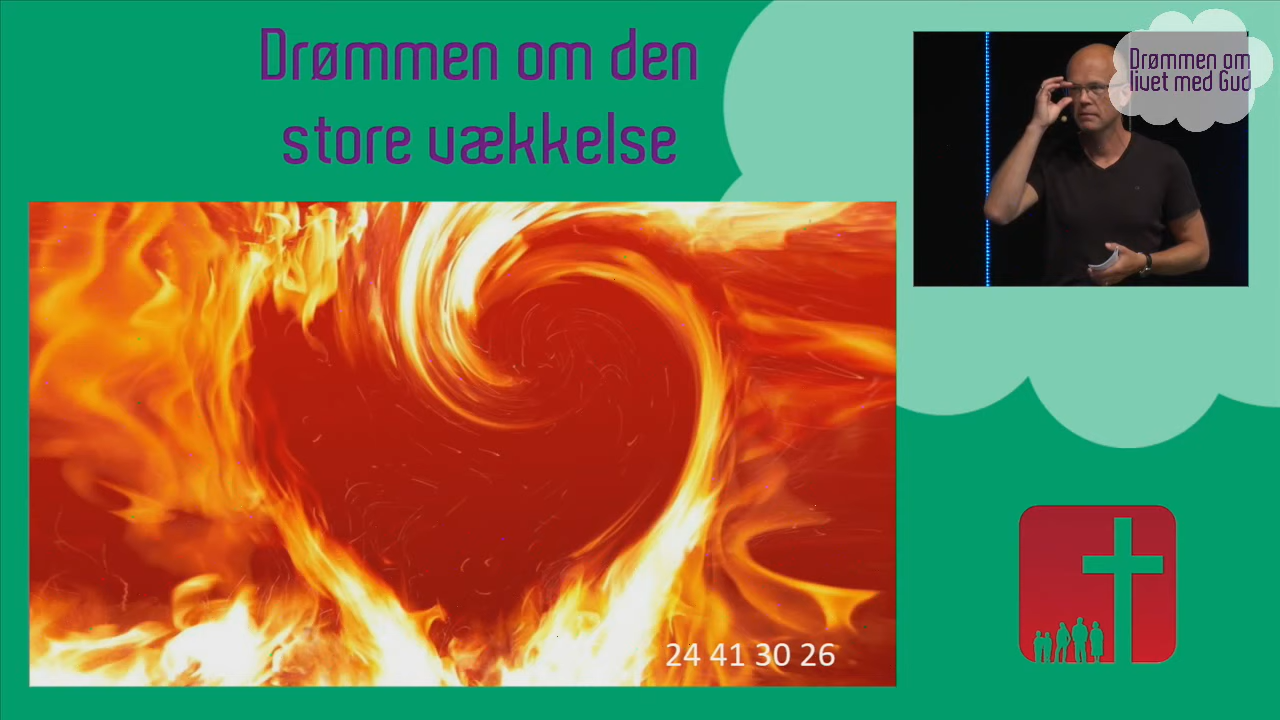 Drømmen om den
store vækkelse
Drømmen om
livet med Gud
24 41 30 26